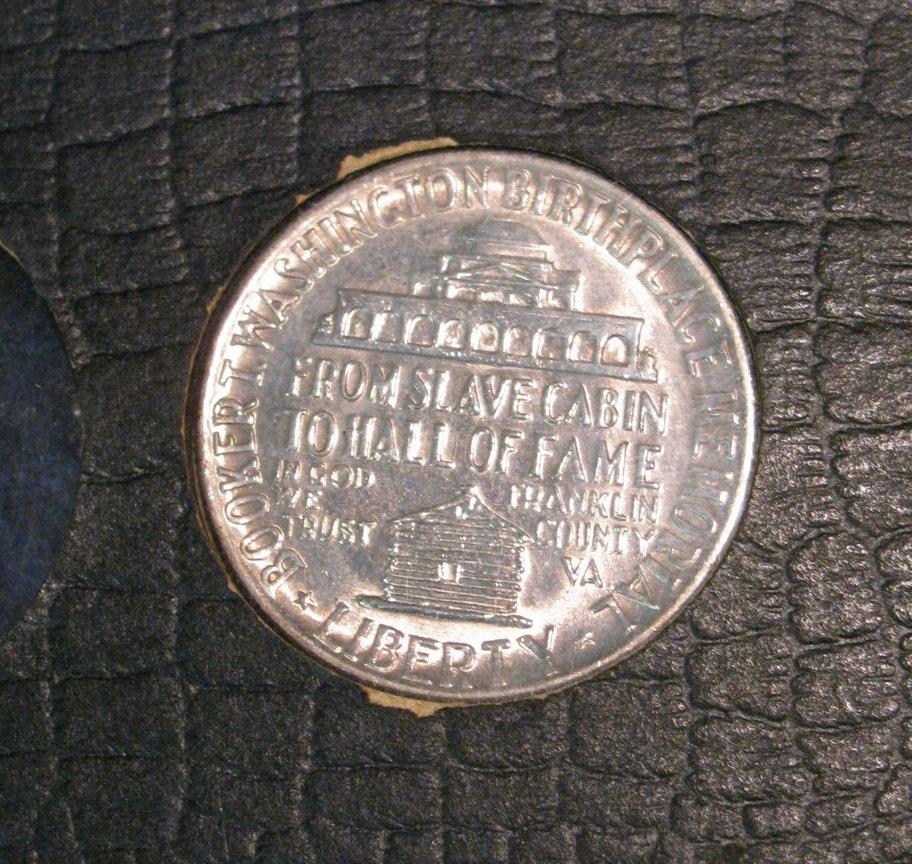 BOOKER T. WASHINGTON BIRTHPLACE MEMORIAL
FROM SLAVE CABIN
TO HALL OF FAME
IN GOD
WE
TRUST
FRANKLIN
COUNTY
VA
LIBERTY